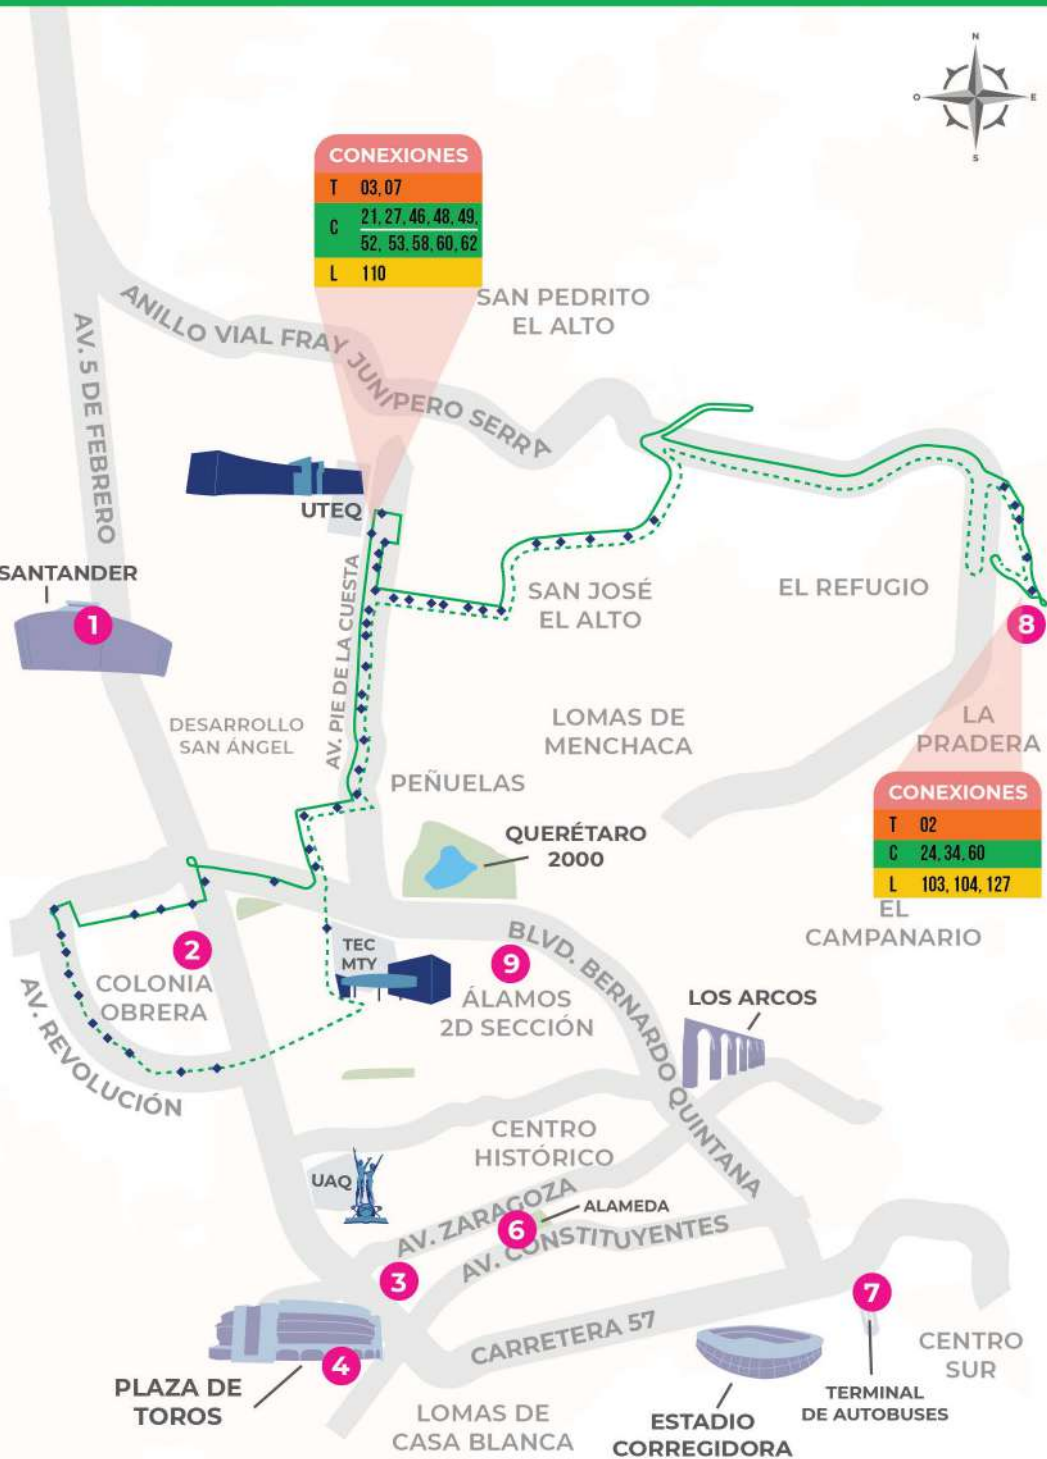 N
O
E
S
CONEXIONES
T 03, 07
C 21, 27, 46, 48, 49,
52, 53, 58, 60, 62
L 110
SAN PEDRITO
EL ALTO
ANILLO VIAL FRAY JUNÍPERO SERRA
AV. 5 DE FEBRERO
UTEQ
SANTANDER
1
AV. PIE DE LA CUESTA
SAN JOSÉ
EL ALTO
EL REFUGIO
8
DESARROLLO
SAN ÁNGEL
LOMAS DE
MENCHACA
LA
PRADERA
PEÑUELAS
CONEXIONES
T 02
C 24, 34, 60
L 103, 104, 127
QUERÉTARO
2000
EL
CAMPANARIO
2
COLONIA
OBRERA
TEC
MTY
9
ÁLAMOS
2D SECCIÓN
BLVD. BERNARDO QUINTANA
LOS ARCOS
AV. REVOLUCIÓN
CENTRO
HISTÓRICO
UAQ
AV. ZARAGOZA
6
ALAMEDA
AV. CONSTITUYENTES
3
7
CARRETERA 57
4
PLAZA DE
TOROS
CENTRO
SUR
TERMINAL
DE AUTOBUSES
LOMAS DE
CASA BLANCA
ESTADIO
CORREGIDORA